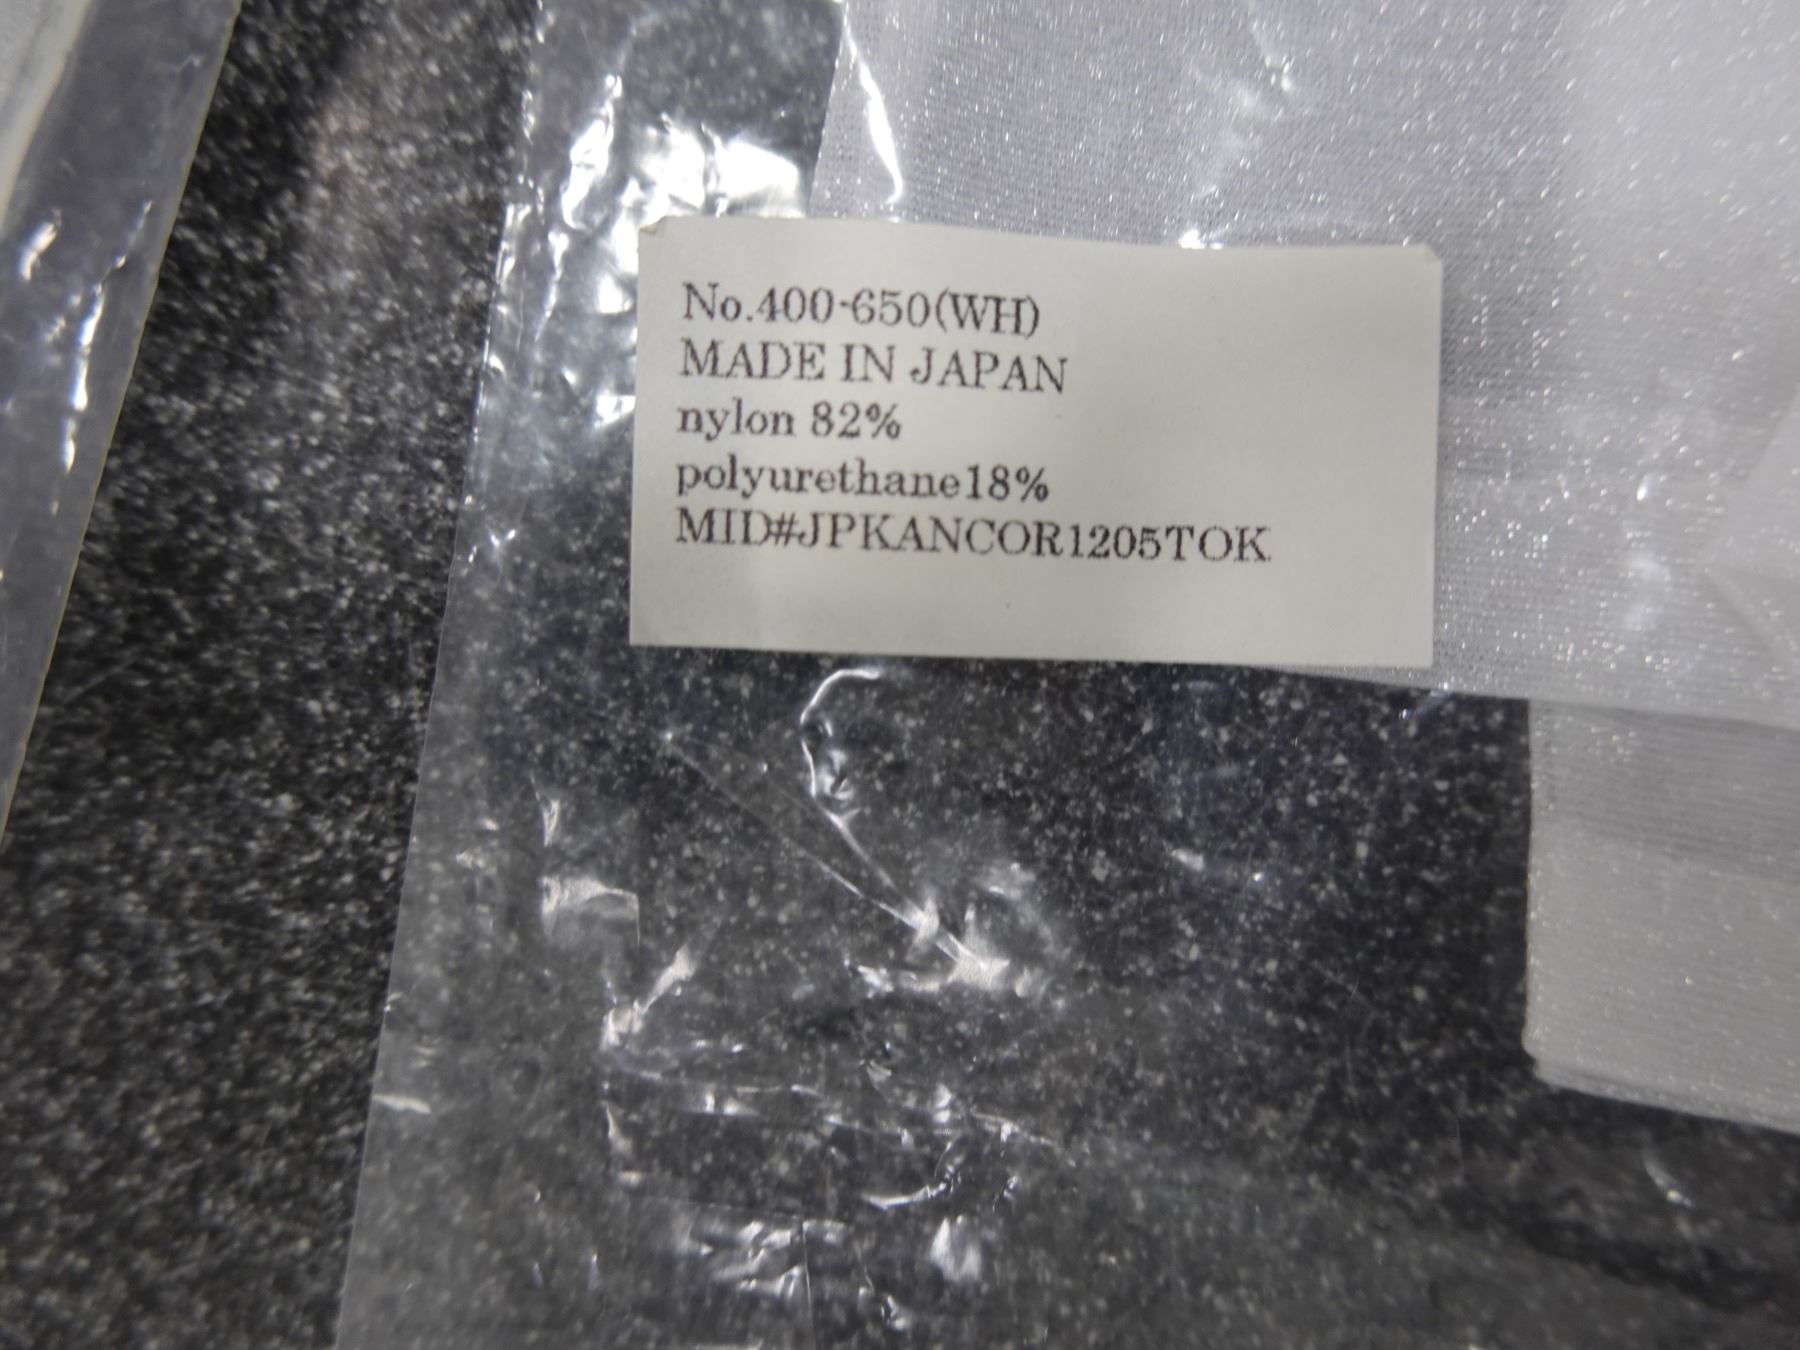 No.400-650(WH)
MADE IN JAPAN
nylon 82%
polyurethane18%
MID#JPKANCOR1205TOK